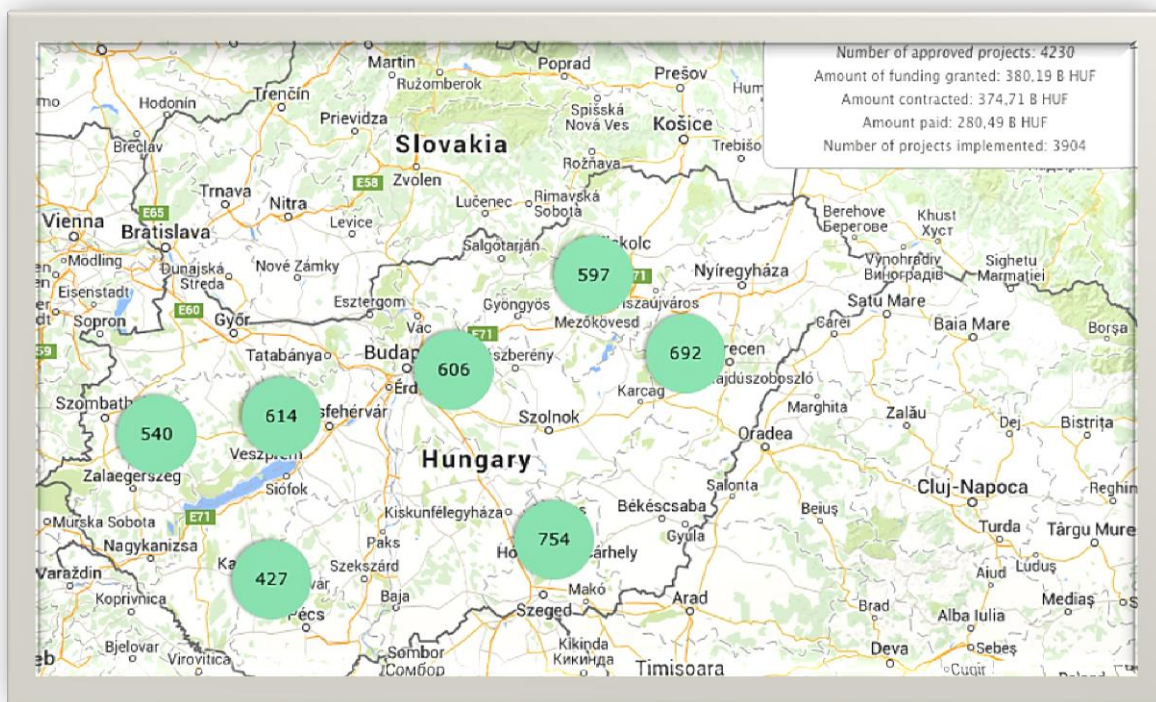 Number of approved projects: 4230
Amount of funding granted: 380,19 B HUF
Amount contracted: 374,71 B HUF
Amount paid: 280,49 B HUF
Number of projects implemented: 3904
Martin
Poprad
Prešov
Ružomberok
Hodonín
Trenčín
Spišská
Nová Ves
Prievidza
Košice
Břeclav
Slovakia
Rožňava
E58
Zvolen
Trnava
Nitra
Lučenec
Rimavská
Sobota
Levice
E65
Vienna
Bratislava
Berehove
Берегове
Khust
Хуст
Salgótarján
Mödling
Dunajská
Streda
Nové Zámky
597
Nyíregyháza
Vynohradiv
Виноградів
Sighetu
Marmației
Eisenstadt
Esztergom
Gyöngyös
Satu Mare
E60
Sopron
Győr
Vác
E71
Mezőkövesd
Carei
Baia Mare
Borșa
Tatabánya
606
692
Karcag
Marghita
Zalău
Dej
Bistrița
614
540
Szolnok
Oradea
Hungary
Zalaegerszeg
Siófok
Salonta
Cluj-Napoca
E71
Murska Sobota
Kiskunfélegyháza
Békéscsaba
Beiuș
Turda
Nagykanizsa
Paks
754
Gyula
427
Szekszárd
Varaždin
Makó
Aiud
Luduș
Koprivnica
Baja
Szeged
Arad
Brad
Alba Iulia
Mediaș
Pécs
Bjelovar
Virovitica
Sombor
Сомбор
Kikinda
Кикинда
Timișoara
Deva
Sebeș
Cugir